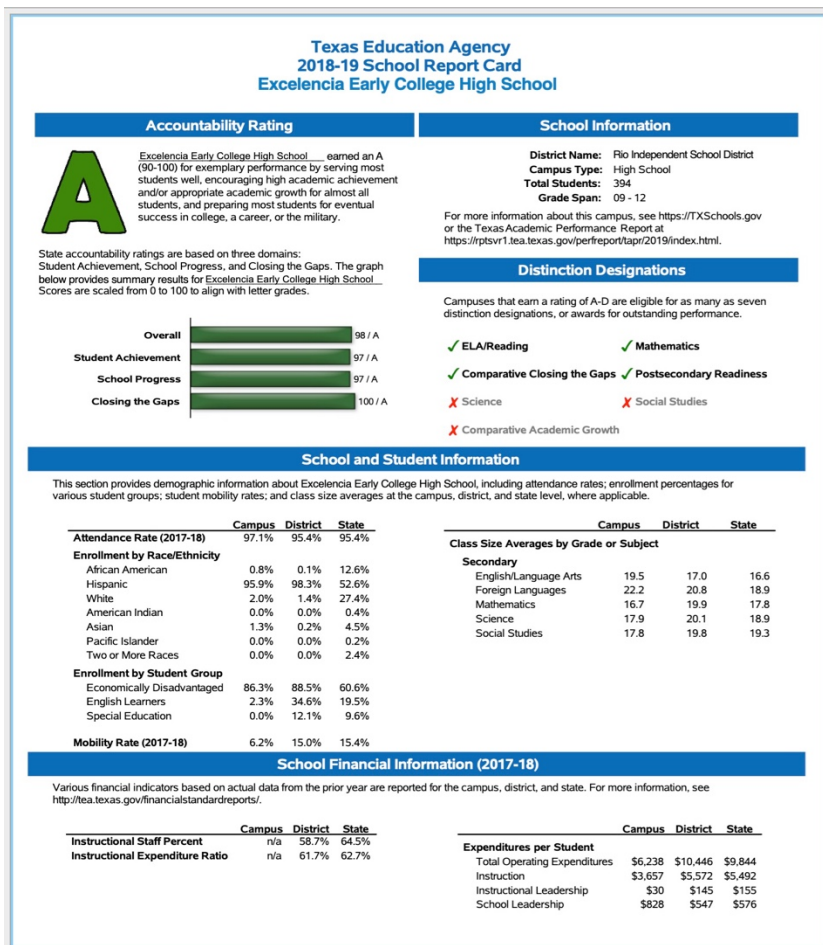 Texas Education Agency
2018-19 School Report Card
Excelencia Early College High School
Accountability Rating
A
Excelencia Early College High School earned an A
(90-100) for exemplary performance by serving most
students well, encouraging high academic achievement
and/or appropriate academic growth for almost all
students, and preparing most students for eventual
success in college, a career, or the military.
State accountability ratings are based on three domains:
Student Achievement, School Progress, and Closing the Gaps. The graph
below provides summary results for Excelencia Early College High School
Scores are scaled from 0 to 100 to align with letter grades.
Overall 98 / A
Student Achievement 97 / A
School Progress 97 / A
Closing the Gaps 100 / A
School Information
District Name: Rio Independent School District
Campus Type: High School
Total Students: 394
Grade Span: 09 - 12
For more information about this campus, see https://TXSchools.gov
or the Texas Academic Performance Report at
https://rptsvr1.tea.texas.gov/perfreport/tapr/2019/index.html.
Distinction Designations
Campuses that earn a rating of A-D are eligible for as many as seven
distinction designations, or awards for outstanding performance.
✓ ELA/Reading ✓ Mathematics
✓ Comparative Closing the Gaps ✓ Postsecondary Readiness
✗ Science ✗ Social Studies
✗ Comparative Academic Growth
School and Student Information
This section provides demographic information about Excelencia Early College High School, including attendance rates; enrollment percentages for
various student groups; student mobility rates; and class size averages at the campus, district, and state level, where applicable.
Campus District State
Attendance Rate (2017-18) 97.1% 95.4% 95.4%
Enrollment by Race/Ethnicity
African American 0.8% 0.1% 12.6%
Hispanic 95.9% 98.3% 52.6%
White 2.0% 1.4% 27.4%
American Indian 0.0% 0.0% 0.4%
Asian 1.3% 0.2% 4.5%
Pacific Islander 0.0% 0.0% 0.2%
Two or More Races 0.0% 0.0% 2.4%
Enrollment by Student Group
Economically Disadvantaged 86.3% 88.5% 60.6%
English Learners 2.3% 34.6% 19.5%
Special Education 0.0% 12.1% 9.6%
Mobility Rate (2017-18) 6.2% 15.0% 15.4%
Campus District State
Class Size Averages by Grade or Subject
Secondary
English/Language Arts 19.5 17.0 16.6
Foreign Languages 22.2 20.8 18.9
Mathematics 16.7 19.9 17.8
Science 17.9 20.1 18.9
Social Studies 17.8 19.8 19.3
School Financial Information (2017-18)
Various financial indicators based on actual data from the prior year are reported for the campus, district, and state. For more information, see
http://tea.texas.gov/financialstandardreports/.
Campus District State
Instructional Staff Percent n/a 58.7% 64.5%
Instructional Expenditure Ratio n/a 61.7% 62.7%
Campus District State
Expenditures per Student
Total Operating Expenditures $6,238 $10,446 $9,844
Instruction $3,657 $5,572 $5,492
Instructional Leadership $30 $145 $155
School Leadership $828 $547 $576